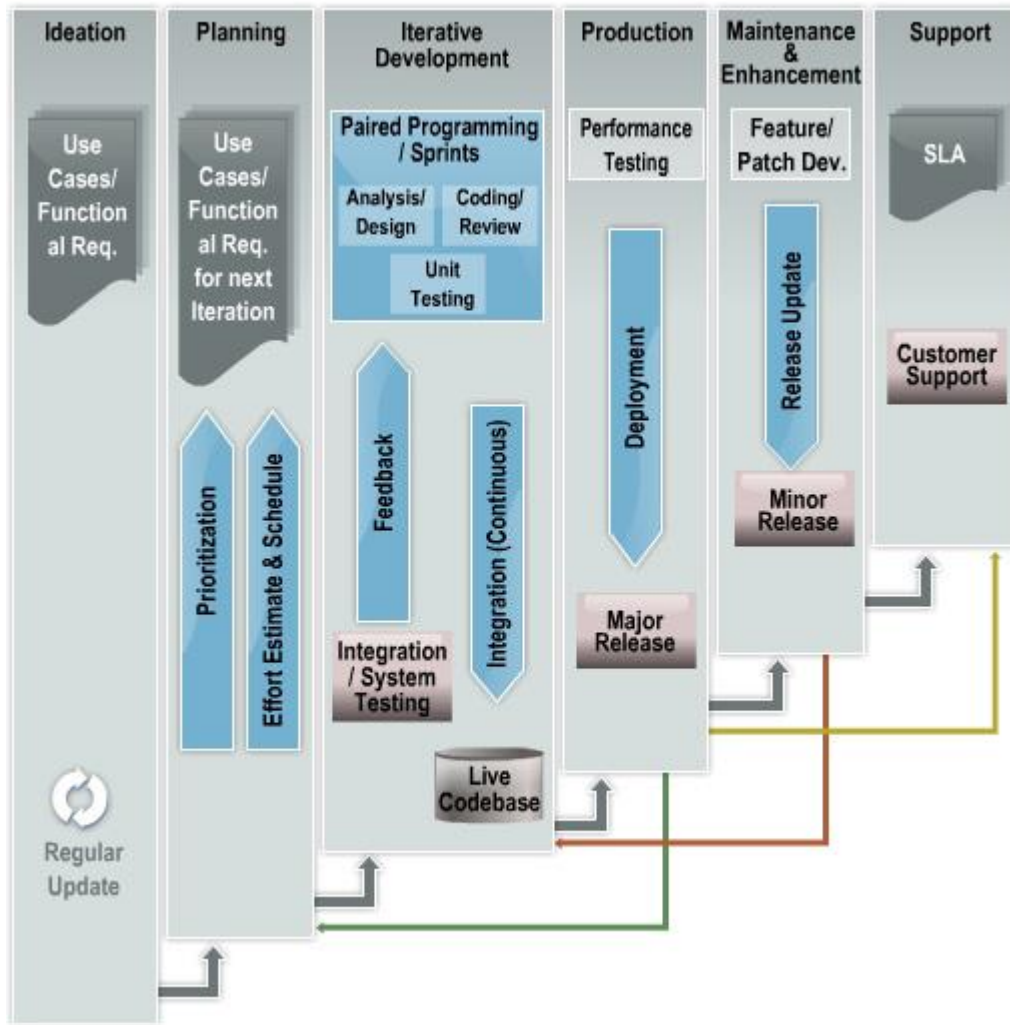 Ideation
Use
Cases/
Function
al Req.
Regular
Update
Planning
Use
Cases/
Function
al Req.
for next
Iteration
Prioritization
Effort Estimate & Schedule
Iterative
Development
Paired Programming
/ Sprints
Analysis/
Design
Coding/
Review
Unit
Testing
Feedback
Integration (Continuous)
Integration
/ System
Testing
Live
Codebase
Production
Performance
Testing
Deployment
Major
Release
Maintenance
&
Enhancement
Feature/
Patch Dev.
Release Update
Minor
Release
Support
SLA
Customer
Support